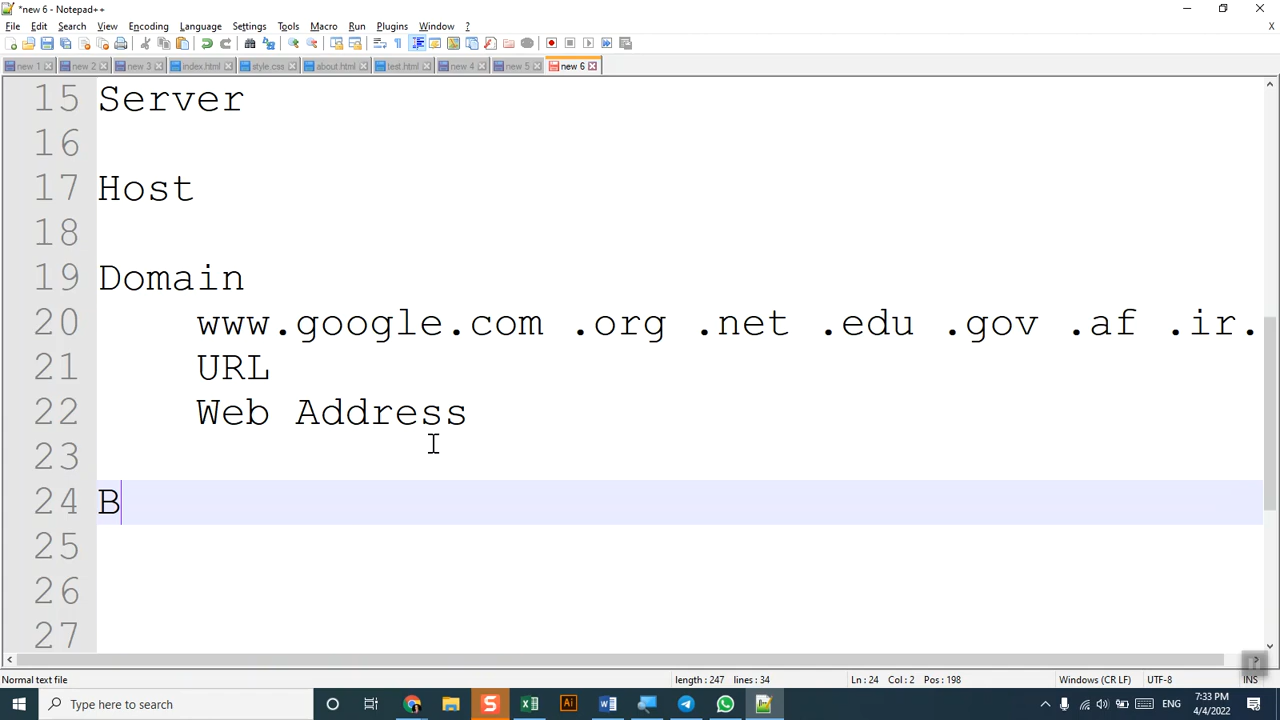 *new 6 - Notepad++
File Edit Search View Encoding Language Settings Tools Macro Run Plugins Window ?
X
new 1 new 2 new 3 index.html style.css about.html test.html new 4 new 5 new 6
15 Server
16
17 Host
18
19 Domain
20 www.google.com .org .net .edu .gov .af .ir.
21 URL
22 Web Address
23
24 B
25
26
27
Normal text file length : 247 lines : 34 Ln : 24 Col : 2 Pos : 198 Windows (CR LF) UTF-8 INS
Type here to search
S X Ai W
ENG
7:33 PM
4/4/2022